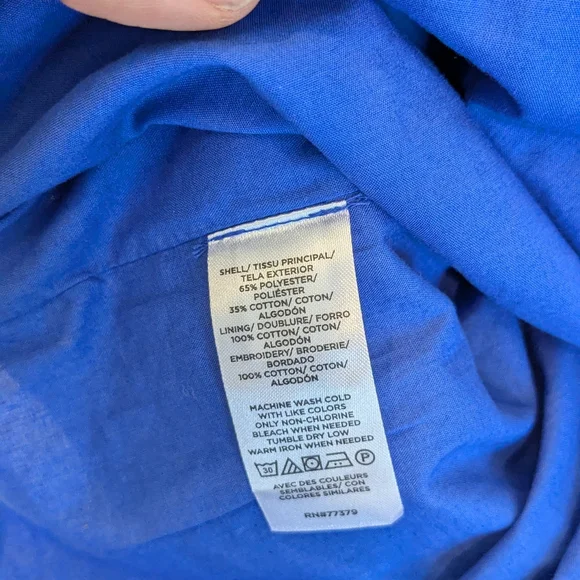 SHELL/ TISSU PRINCIPAL/
TELA EXTERIOR
65% POLYESTER/
POLIÉSTER
35% COTTON/ COTON/
ALGODÓN
LINING/ DOUBLURE/ FORRO
100% COTTON/ COTON/
ALGODÓN
EMBROIDERY/ BRODERIE/
BORDADO
100% COTTON/ COTON/
ALGODÓN
MACHINE WASH COLD
WITH LIKE COLORS
ONLY NON-CHLORINE
BLEACH WHEN NEEDED
TUMBLE DRY LOW
WARM IRON WHEN NEEDED
30 P
AVEC DES COULEURS
SEMBLABLES/ CON
COLORES SIMILARES
RN#77379